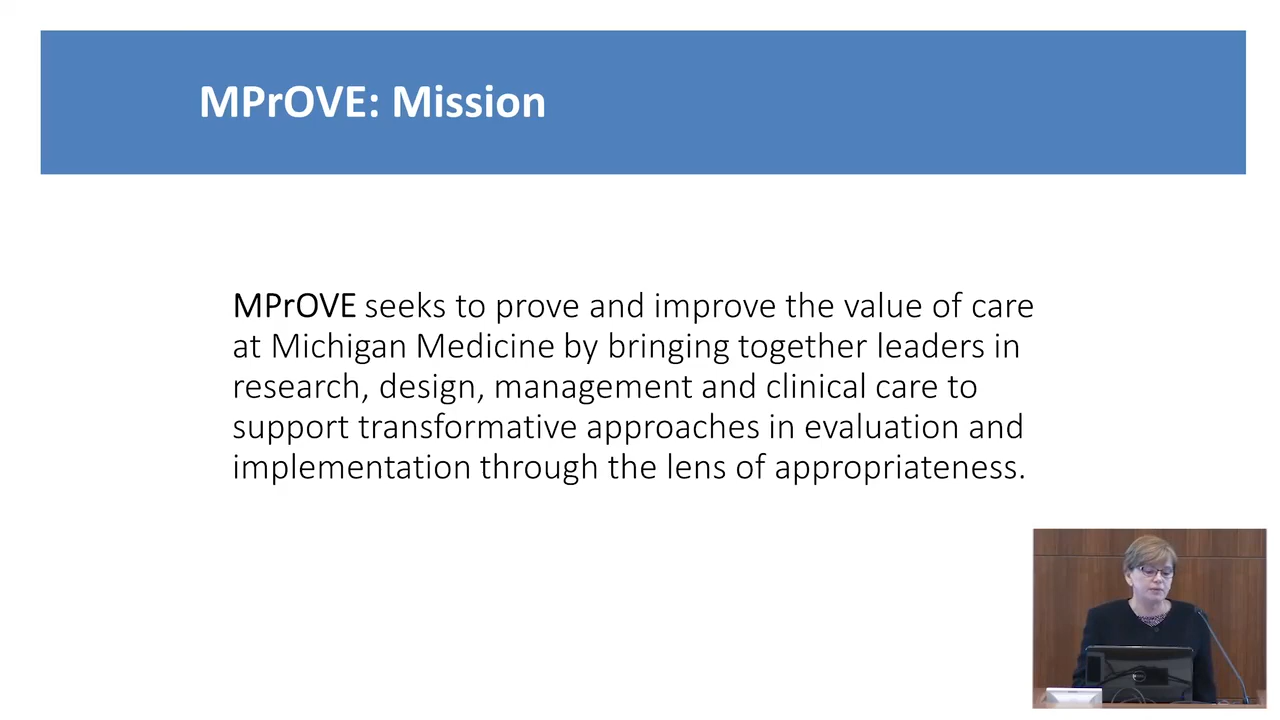 MPrOVE: Mission
MPrOVE seeks to prove and improve the value of care
at Michigan Medicine by bringing together leaders in
research, design, management and clinical care to
support transformative approaches in evaluation and
implementation through the lens of appropriateness.